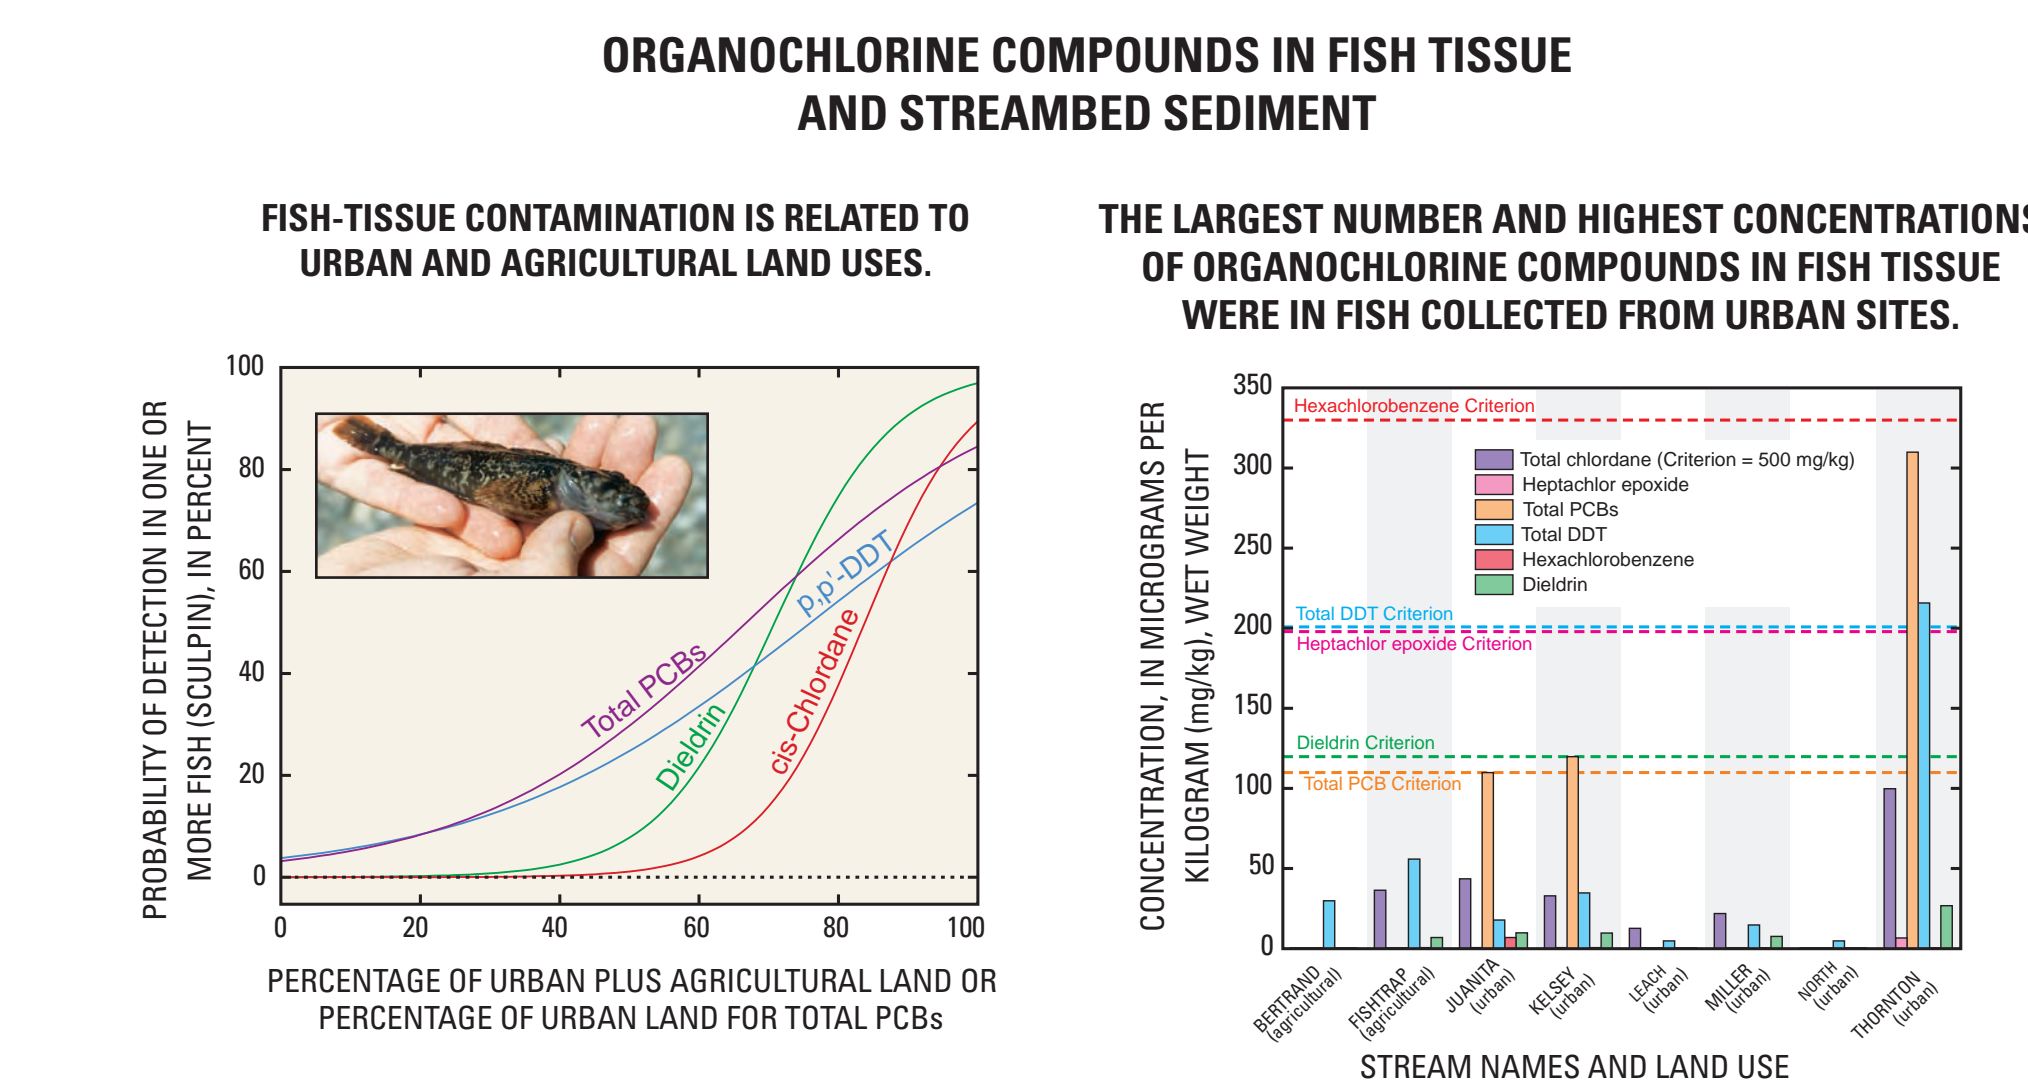 ORGANOCHLORINE COMPOUNDS IN FISH TISSUE
AND STREAMBED SEDIMENT
FISH-TISSUE CONTAMINATION IS RELATED TO
URBAN AND AGRICULTURAL LAND USES.
PROBABILITY OF DETECTION IN ONE OR
MORE FISH (SCULPIN), IN PERCENT
100
80
60
40
20
0
Total PCBs
Dieldrin
p,p'-DDT
cis-Chlordane
0 20 40 60 80 100
PERCENTAGE OF URBAN PLUS AGRICULTURAL LAND OR
PERCENTAGE OF URBAN LAND FOR TOTAL PCBs
THE LARGEST NUMBER AND HIGHEST CONCENTRATIONS
OF ORGANOCHLORINE COMPOUNDS IN FISH TISSUE
WERE IN FISH COLLECTED FROM URBAN SITES.
CONCENTRATION, IN MICROGRAMS PER
KILOGRAM (mg/kg), WET WEIGHT
350
300
250
200
150
100
50
0
Hexachlorobenzene Criterion
Total chlordane (Criterion = 500 mg/kg)
Heptachlor epoxide
Total PCBs
Total DDT
Hexachlorobenzene
Dieldrin
Total DDT Criterion
Heptachlor epoxide Criterion
Dieldrin Criterion
Total PCB Criterion
BERTRAND
(agricultural)
FISHTRAP
(agricultural)
JUANITA
(urban)
KELSEY
(urban)
LEACH
(urban)
MILLER
(urban)
NORTH
(urban)
THORNTON
(urban)
STREAM NAMES AND LAND USE